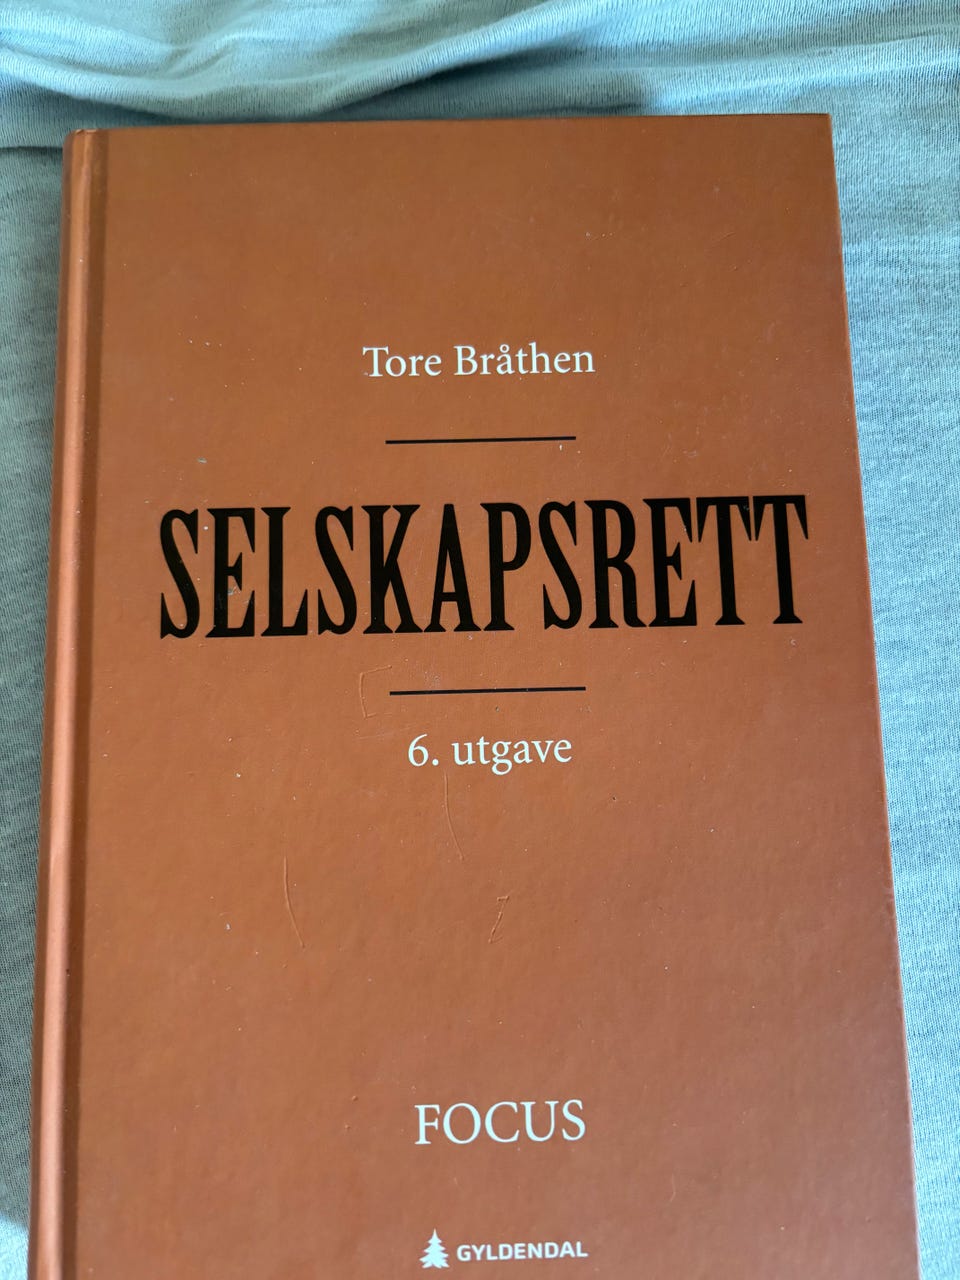 Tore Bråthen
SELSKAPSRETT
6. utgave
FOCUS
GYLDENDAL